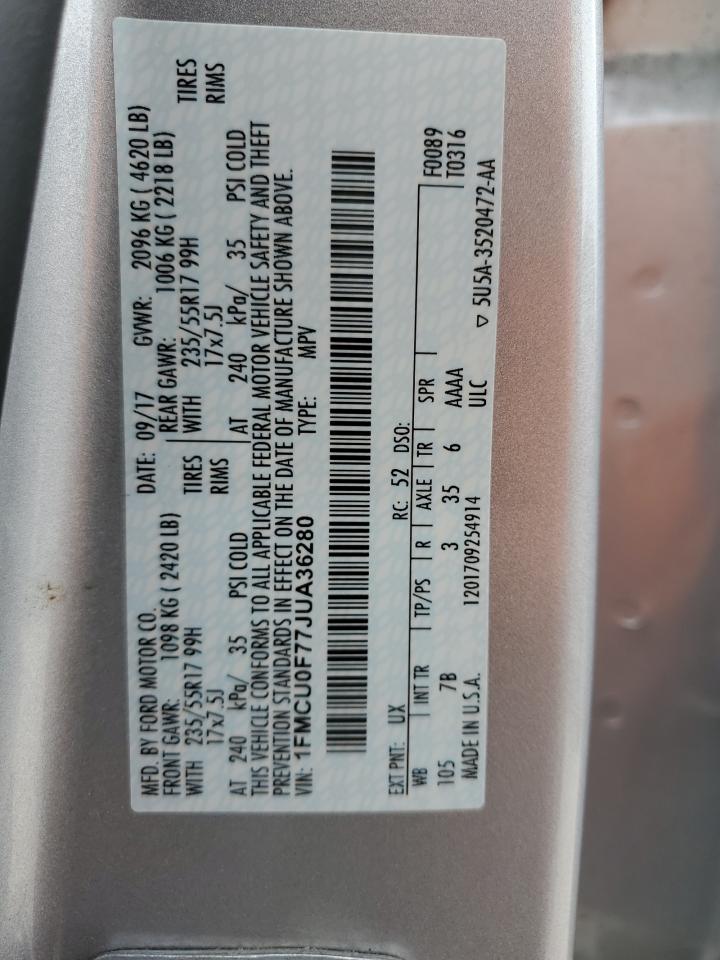 MFD. BY FORD MOTOR CO. DATE: 09/17 GVWR: 2096 KG ( 4620 LB)
FRONT GAWR: 1098 KG ( 2420 LB) REAR GAWR: 1006 KG ( 2218 LB)
WITH 235/55R17 99H TIRES WITH 235/55R17 99H TIRES
17x7.5J RIMS 17x7.5J RIMS
AT 240 kPa/ 35 PSI COLD AT 240 kPa/ 35 PSI COLD
THIS VEHICLE CONFORMS TO ALL APPLICABLE FEDERAL MOTOR VEHICLE SAFETY AND THEFT
PREVENTION STANDARDS IN EFFECT ON THE DATE OF MANUFACTURE SHOWN ABOVE.
VIN: 1FMCU0F77JUA36280 TYPE: MPV
EXT PNT: UX RC: 52 DSO: F0089
WB INT TR TP/PS R AXLE TR SPR T0316
105 7B 3 35 6 AAAA
MADE IN U.S.A. 1201709254914 ULC ▽ 5U5A-3520472-AA